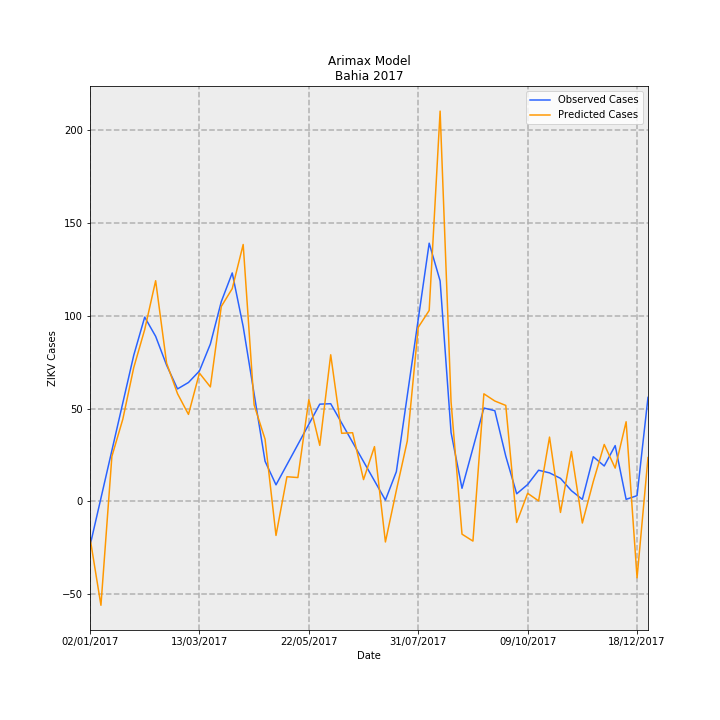 Arimax Model
Bahia 2017
Observed Cases
Predicted Cases
ZIKV Cases
200
150
100
50
0
−50
02/01/2017 13/03/2017 22/05/2017 31/07/2017 09/10/2017 18/12/2017
Date